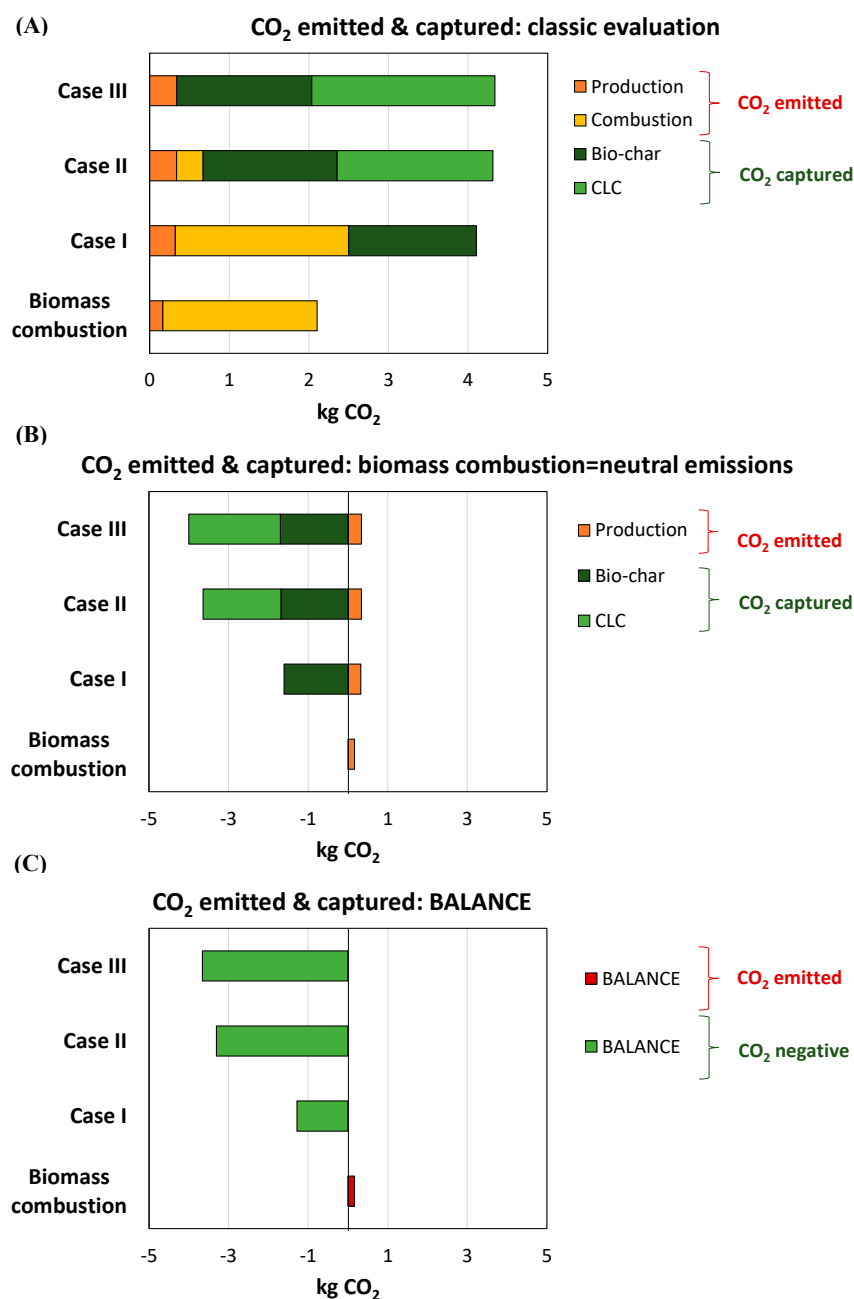 (A)
CO2 emitted & captured: classic evaluation
Case III
Case II
Case I
Biomass
combustion
0 1 2 3 4 5
kg CO2
Production
Combustion
Bio-char
CLC
CO2 emitted
CO2 captured
(B)
CO2 emitted & captured: biomass combustion=neutral emissions
Case III
Case II
Case I
Biomass
combustion
-5 -3 -1 1 3 5
kg CO2
Production
Bio-char
CLC
CO2 emitted
CO2 captured
(C)
CO2 emitted & captured: BALANCE
Case III
Case II
Case I
Biomass
combustion
-5 -3 -1 1 3 5
kg CO2
BALANCE
BALANCE
CO2 emitted
CO2 negative